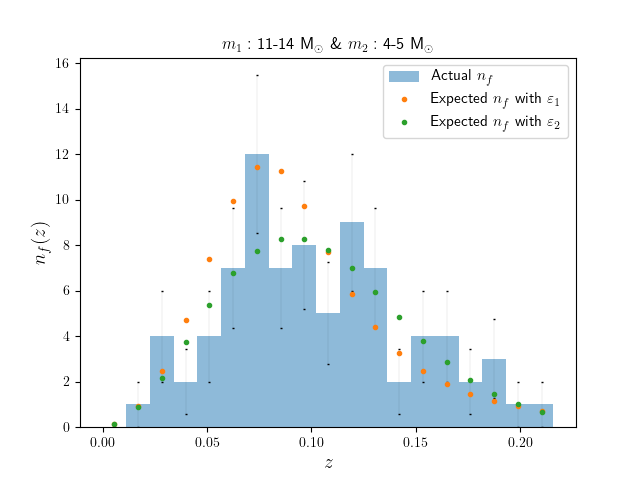 m₁ : 11-14 M⊙ & m₂ : 4-5 M⊙
Actual n_f
Expected n_f with ε₁
Expected n_f with ε₂
n_f(z)
16
14
12
10
8
6
4
2
0
0.00 0.05 0.10 0.15 0.20
z